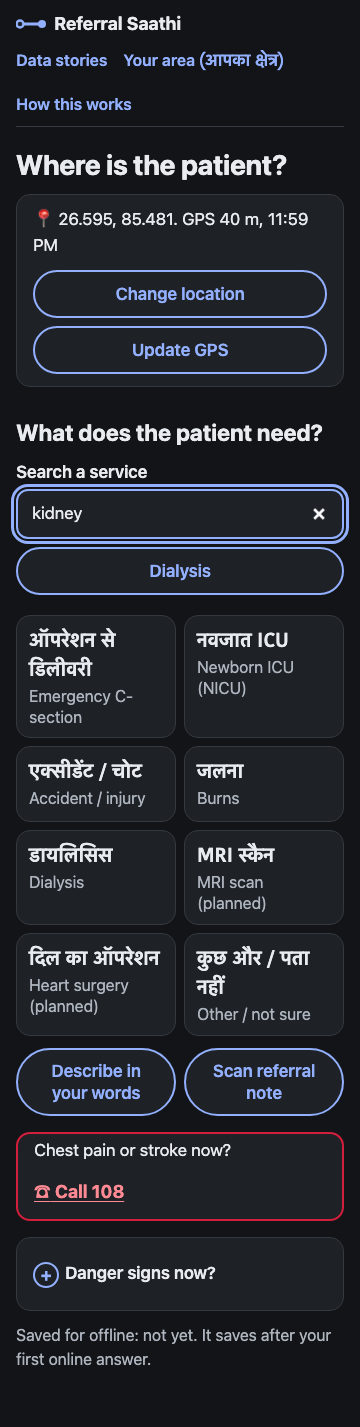 Referral Saathi
Data stories
Your area (आपका क्षेत्र)
How this works
Where is the patient?
📍 26.595, 85.481. GPS 40 m, 11:59
PM
Change location
Update GPS
What does the patient need?
Search a service
kidney
Dialysis
ऑपरेशन से
डिलीवरी
Emergency C-
section
नवजात ICU
Newborn ICU
(NICU)
एक्सीडेंट / चोट
Accident / injury
जलना
Burns
डायलिसिस
Dialysis
MRI स्कैन
MRI scan
(planned)
दिल का ऑपरेशन
Heart surgery
(planned)
कुछ और / पता
नहीं
Other / not sure
Describe in
your words
Scan referral
note
Chest pain or stroke now?
☎ Call 108
Danger signs now?
Saved for offline: not yet. It saves after your
first online answer.